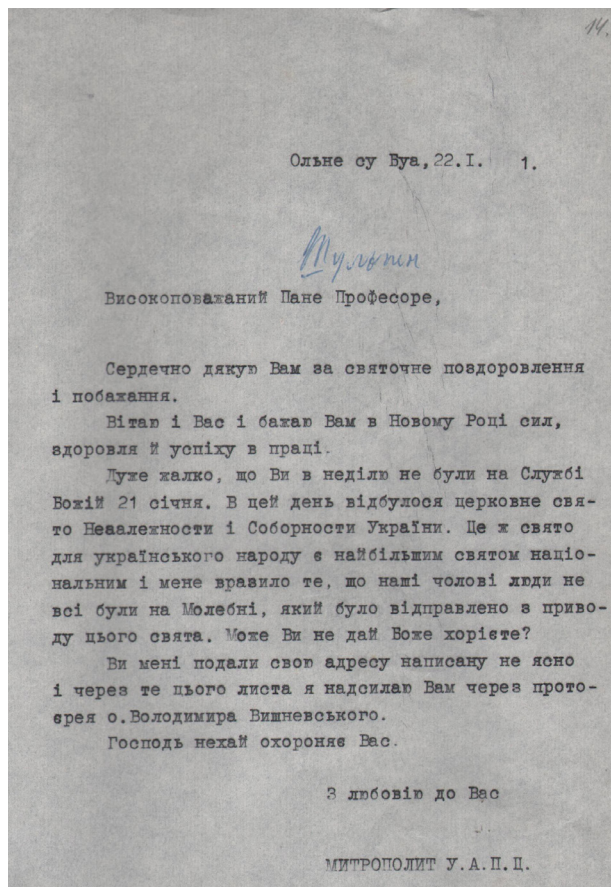 14.
Ольне су Буа, 22.I. 1.
Шульгин
Високоповажаний Пане Професоре,
Сердечно дякую Вам за святочне поздоровлення
і побажання.
Вітаю і Вас і бажаю Вам в Новому Році сил,
здоровля й успіху в праці.
Дуже жалко, що Ви в неділю не були на Службі
Божій 21 січня. В цей день відбулося церковне свя-
то Незалежности і Соборности України. Це ж свято
для українського народу є найбільшим святом націо-
нальним і мене вразило те, що наші чолові люди не
всі були на Молебні, який було відправлено з приво-
ду цього свята. Може Ви не дай Боже хорієте?
Ви мені подали свою адресу написану не ясно
і через те цього листа я надсилаю Вам через прото-
єрея о.Володимира Вишневського.
Господь нехай охороняє Вас.
З любовію до Вас
МИТРОПОЛИТ У.А.П.Ц.